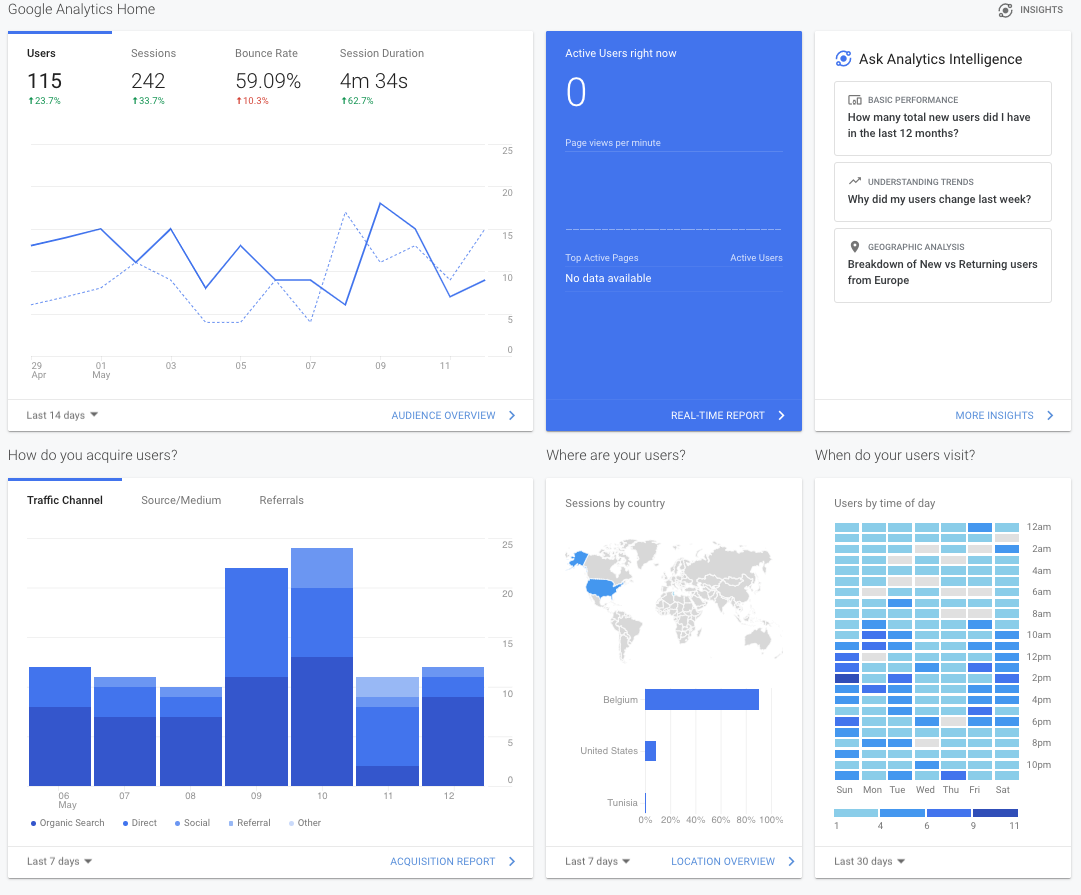 Google Analytics Home
INSIGHTS
Users
Sessions
Bounce Rate
Session Duration
115
242
59.09%
4m 34s
↑23.7%
↑33.7%
↑10.3%
↑62.7%
25
20
15
10
5
0
29
Apr
01
May
03
05
07
09
11
Last 14 days
AUDIENCE OVERVIEW
Active Users right now
0
Page views per minute
Top Active Pages
Active Users
No data available
REAL-TIME REPORT
Ask Analytics Intelligence
BASIC PERFORMANCE
How many total new users did I have
in the last 12 months?
UNDERSTANDING TRENDS
Why did my users change last week?
GEOGRAPHIC ANALYSIS
Breakdown of New vs Returning users
from Europe
MORE INSIGHTS
How do you acquire users?
Traffic Channel
Source/Medium
Referrals
25
20
15
10
5
0
06
May
07
08
09
10
11
12
Organic Search
Direct
Social
Referral
Other
Last 7 days
ACQUISITION REPORT
Where are your users?
Sessions by country
Belgium
United States
Tunisia
0%
20%
40%
60%
80%
100%
Last 7 days
LOCATION OVERVIEW
When do your users visit?
Users by time of day
12am
2am
4am
6am
8am
10am
12pm
2pm
4pm
6pm
8pm
10pm
Sun
Mon
Tue
Wed
Thu
Fri
Sat
1
4
6
9
11
Last 30 days